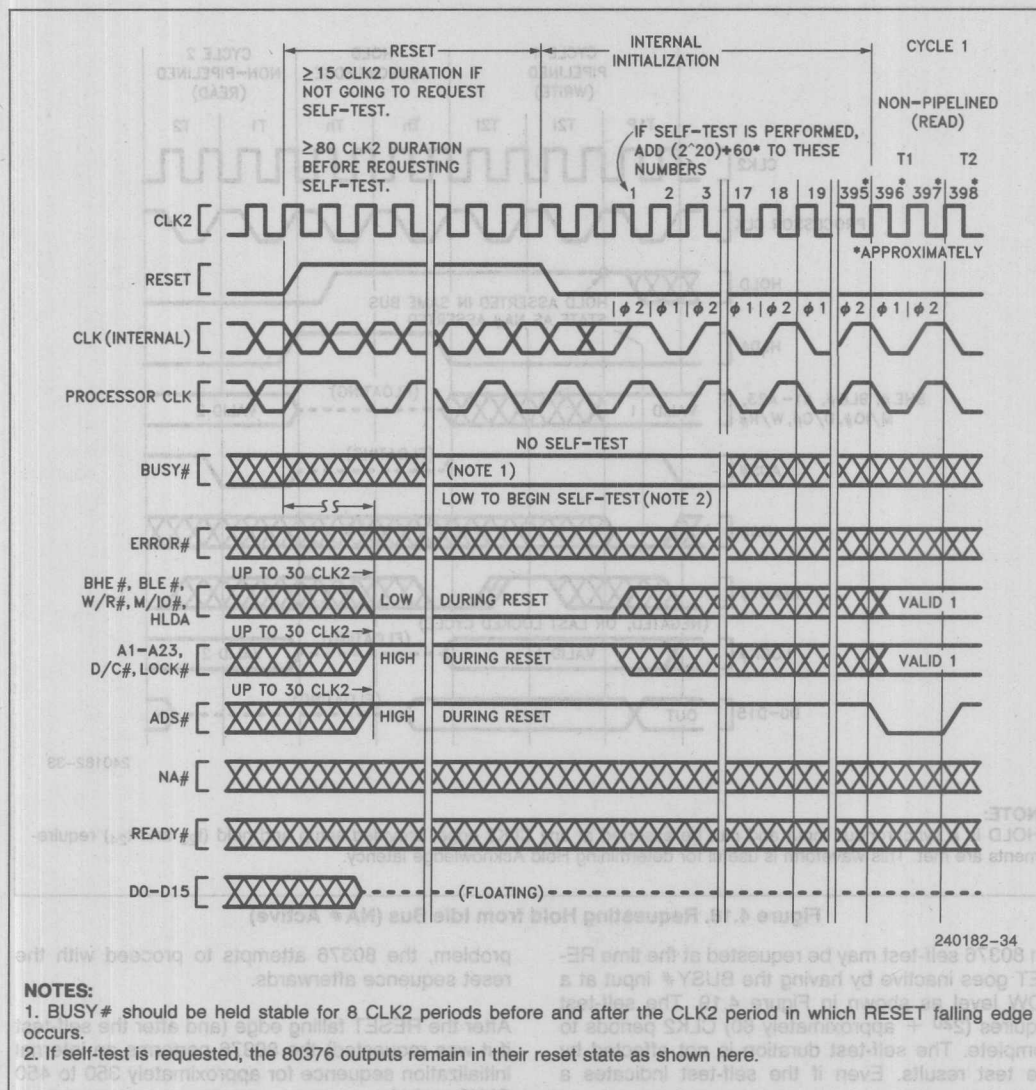 RESET
INTERNAL
INITIALIZATION
CYCLE 1
≥15 CLK2 DURATION IF
NOT GOING TO REQUEST
SELF-TEST.
≥80 CLK2 DURATION
BEFORE REQUESTING
SELF-TEST.
NON-PIPELINED
(READ)
IF SELF-TEST IS PERFORMED,
ADD (2^20)+60* TO THESE
NUMBERS
T1 T2
1 2 3 17 18 19 395* 396* 397* 398*
CLK2
*APPROXIMATELY
RESET
ϕ2 ϕ1 ϕ2 ϕ1 ϕ2 ϕ1 ϕ2 ϕ1 ϕ2
CLK (INTERNAL)
PROCESSOR CLK
NO SELF-TEST
BUSY# (NOTE 1)
LOW TO BEGIN SELF-TEST (NOTE 2)
ERROR#
UP TO 30 CLK2
BHE#, BLE#,
W/R#, M/IO#,
HLDA
LOW DURING RESET VALID 1
UP TO 30 CLK2
A1-A23,
D/C#, LOCK#
HIGH DURING RESET VALID 1
UP TO 30 CLK2
ADS# HIGH DURING RESET
NA#
READY#
D0-D15 (FLOATING)
240182-34
NOTES:
1. BUSY# should be held stable for 8 CLK2 periods before and after the CLK2 period in which RESET falling edge
occurs.
2. If self-test is requested, the 80376 outputs remain in their reset state as shown here.